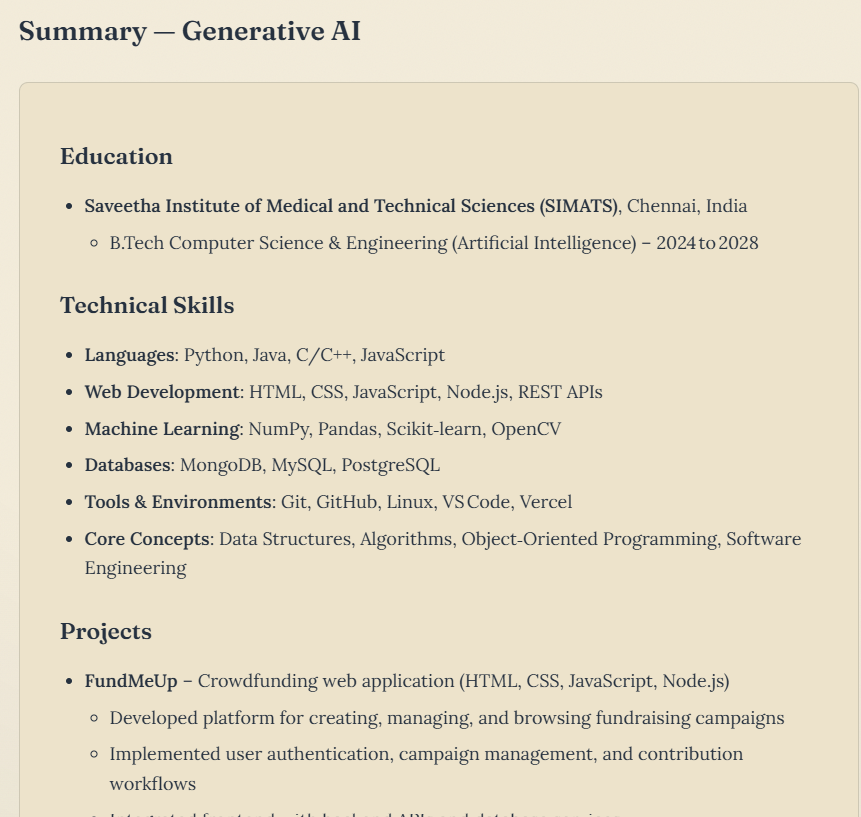 Summary — Generative AI
Education
• Saveetha Institute of Medical and Technical Sciences (SIMATS), Chennai, India
◦ B.Tech Computer Science & Engineering (Artificial Intelligence) – 2024 to 2028
Technical Skills
• Languages: Python, Java, C/C++, JavaScript
• Web Development: HTML, CSS, JavaScript, Node.js, REST APIs
• Machine Learning: NumPy, Pandas, Scikit-learn, OpenCV
• Databases: MongoDB, MySQL, PostgreSQL
• Tools & Environments: Git, GitHub, Linux, VS Code, Vercel
• Core Concepts: Data Structures, Algorithms, Object-Oriented Programming, Software
Engineering
Projects
• FundMeUp – Crowdfunding web application (HTML, CSS, JavaScript, Node.js)
◦ Developed platform for creating, managing, and browsing fundraising campaigns
◦ Implemented user authentication, campaign management, and contribution
workflows